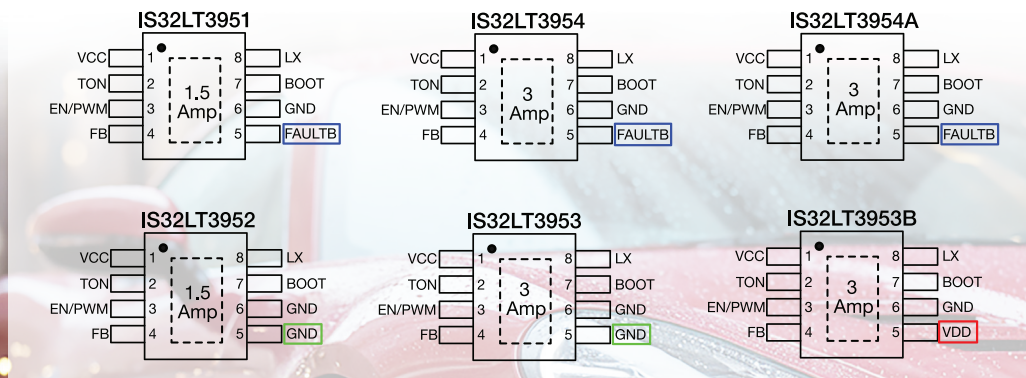 IS32LT3951
VCC 1 8 LX
TON 2 7 BOOT
EN/PWM 3 6 GND
FB 4 5 FAULTB
1.5
Amp
IS32LT3954
VCC 1 8 LX
TON 2 7 BOOT
EN/PWM 3 6 GND
FB 4 5 FAULTB
3
Amp
IS32LT3954A
VCC 1 8 LX
TON 2 7 BOOT
EN/PWM 3 6 GND
FB 4 5 FAULTB
3
Amp
IS32LT3952
VCC 1 8 LX
TON 2 7 BOOT
EN/PWM 3 6 GND
FB 4 5 GND
1.5
Amp
IS32LT3953
VCC 1 8 LX
TON 2 7 BOOT
EN/PWM 3 6 GND
FB 4 5 GND
3
Amp
IS32LT3953B
VCC 1 8 LX
TON 2 7 BOOT
EN/PWM 3 6 GND
FB 4 5 VDD
3
Amp